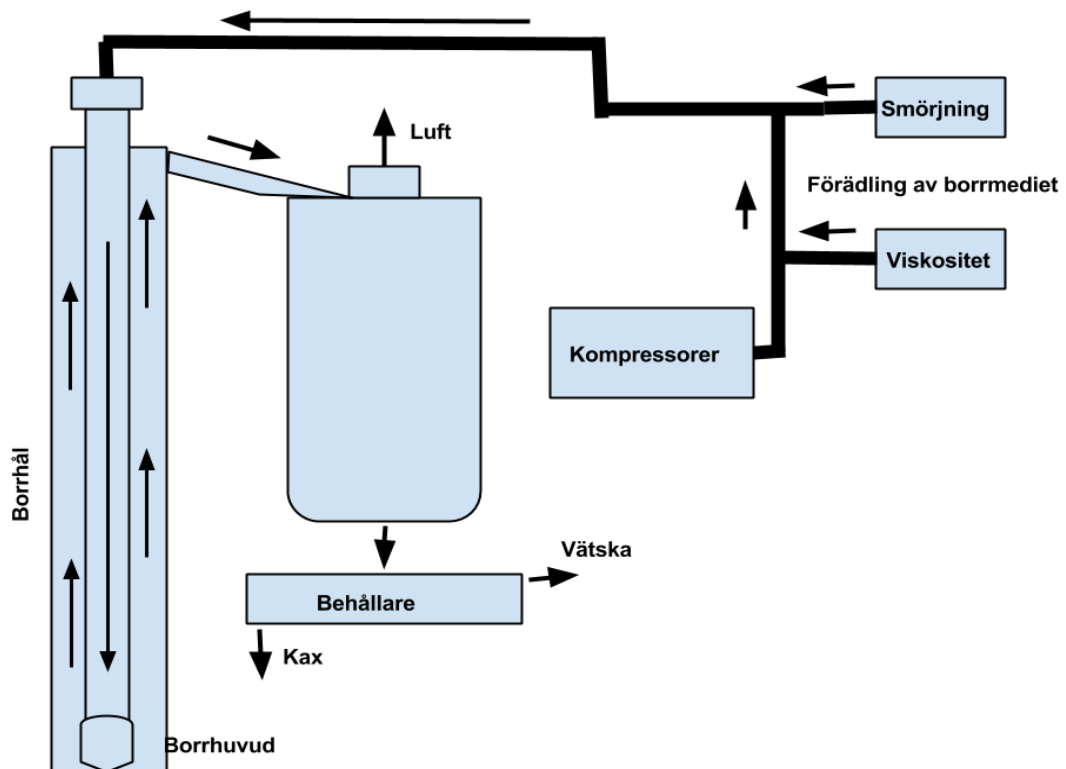 Smörjning
Luft
Förädling av borrmediet
Viskositet
Kompressorer
Borrhål
Vätska
Behållare
Kax
Borrhuvud